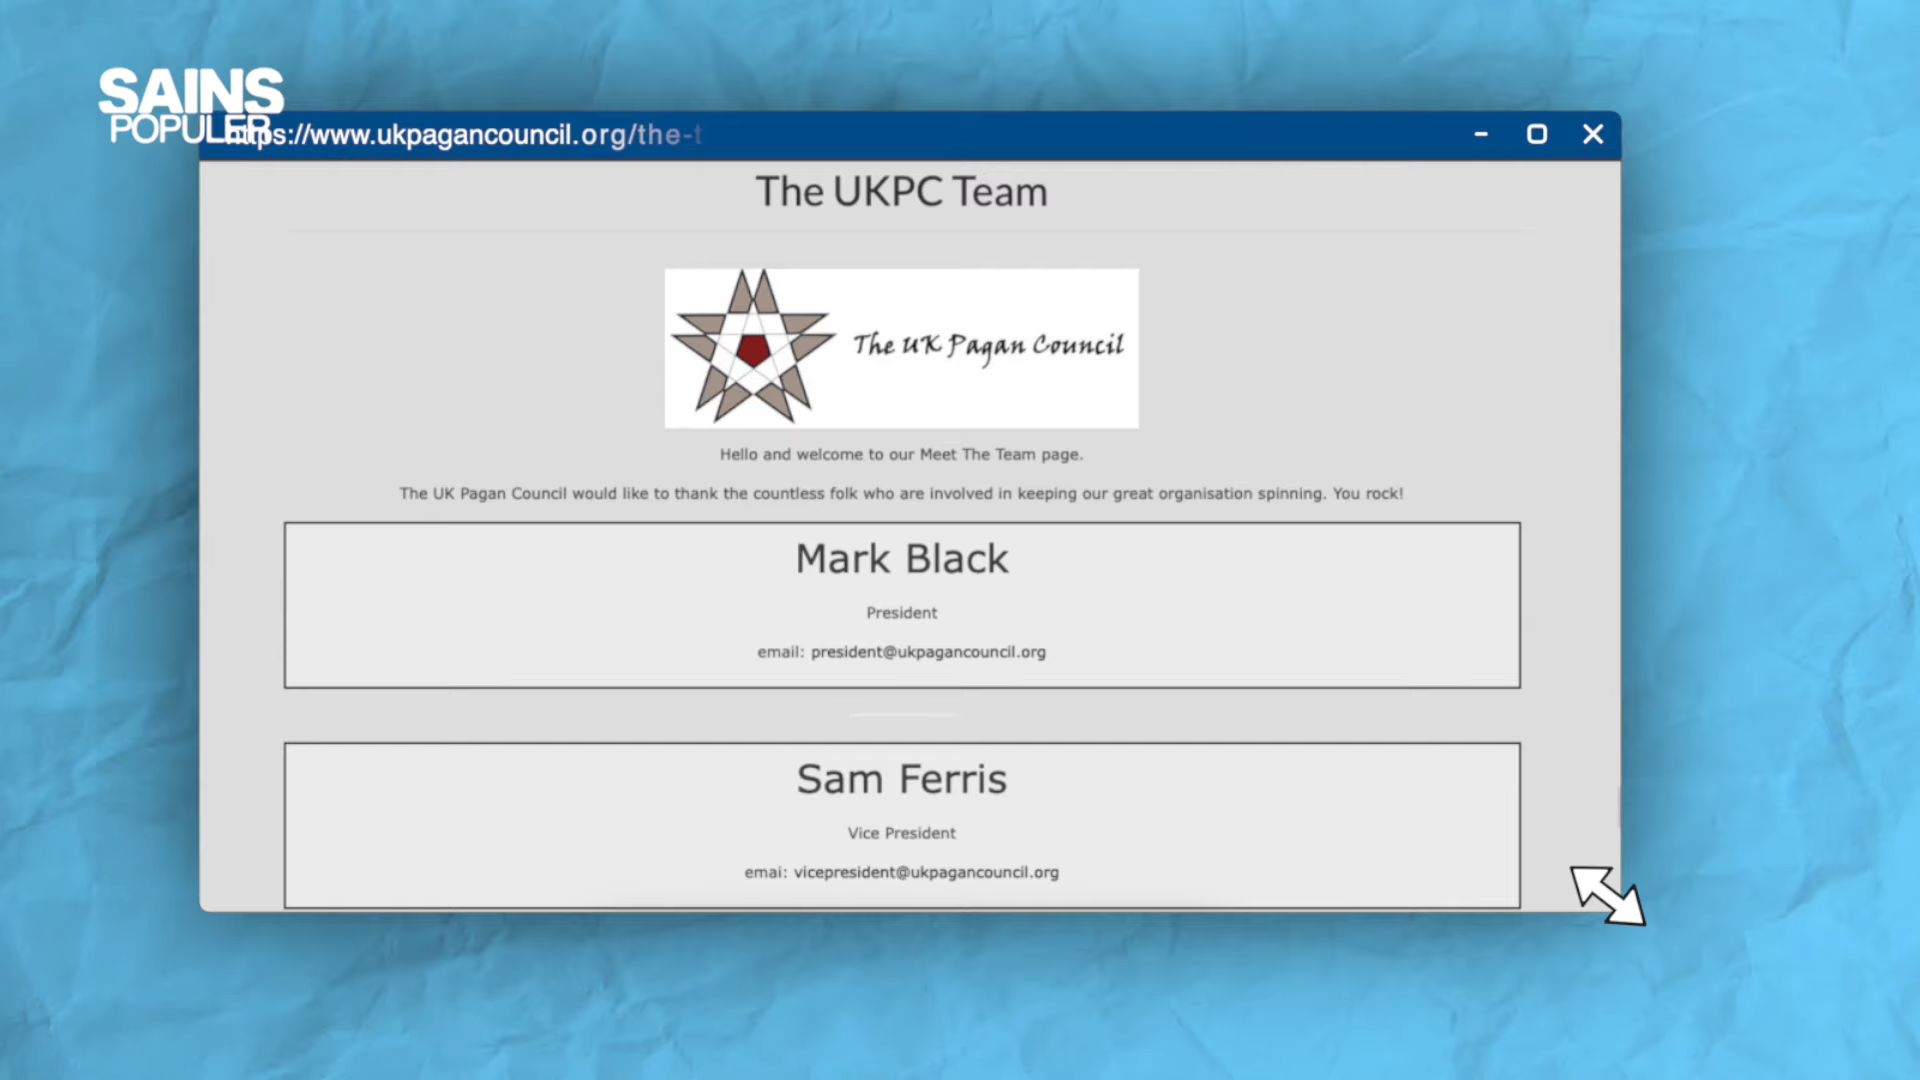 SAINS
POPULER
https://www.ukpagancouncil.org/the-t
The UKPC Team
The UK Pagan Council
Hello and welcome to our Meet The Team page.
The UK Pagan Council would like to thank the countless folk who are involved in keeping our great organisation spinning. You rock!
Mark Black
President
email: president@ukpagancouncil.org
Sam Ferris
Vice President
emai: vicepresident@ukpagancouncil.org